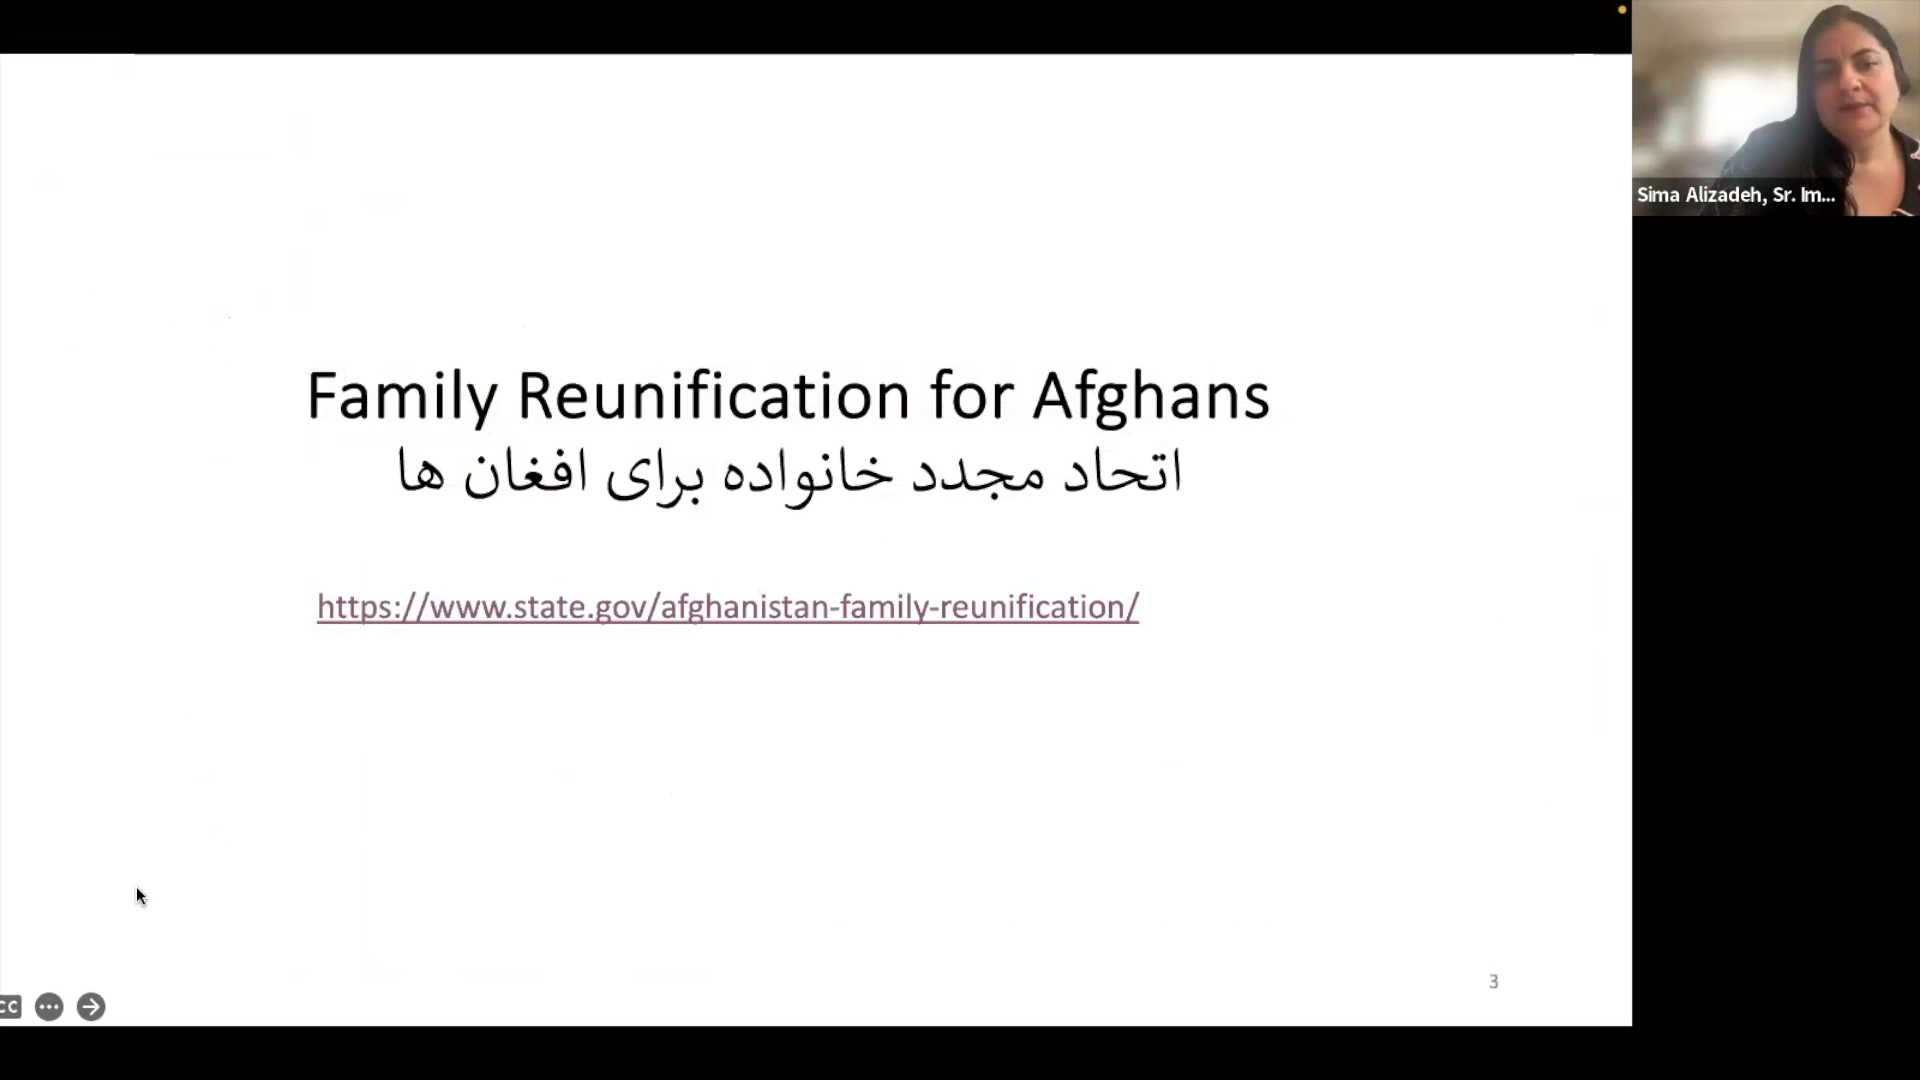 Family Reunification for Afghans
اتحاد مجدد خانواده برای افغان ها
https://www.state.gov/afghanistan-family-reunification/
3
Sima Alizadeh, Sr. Im...
CC